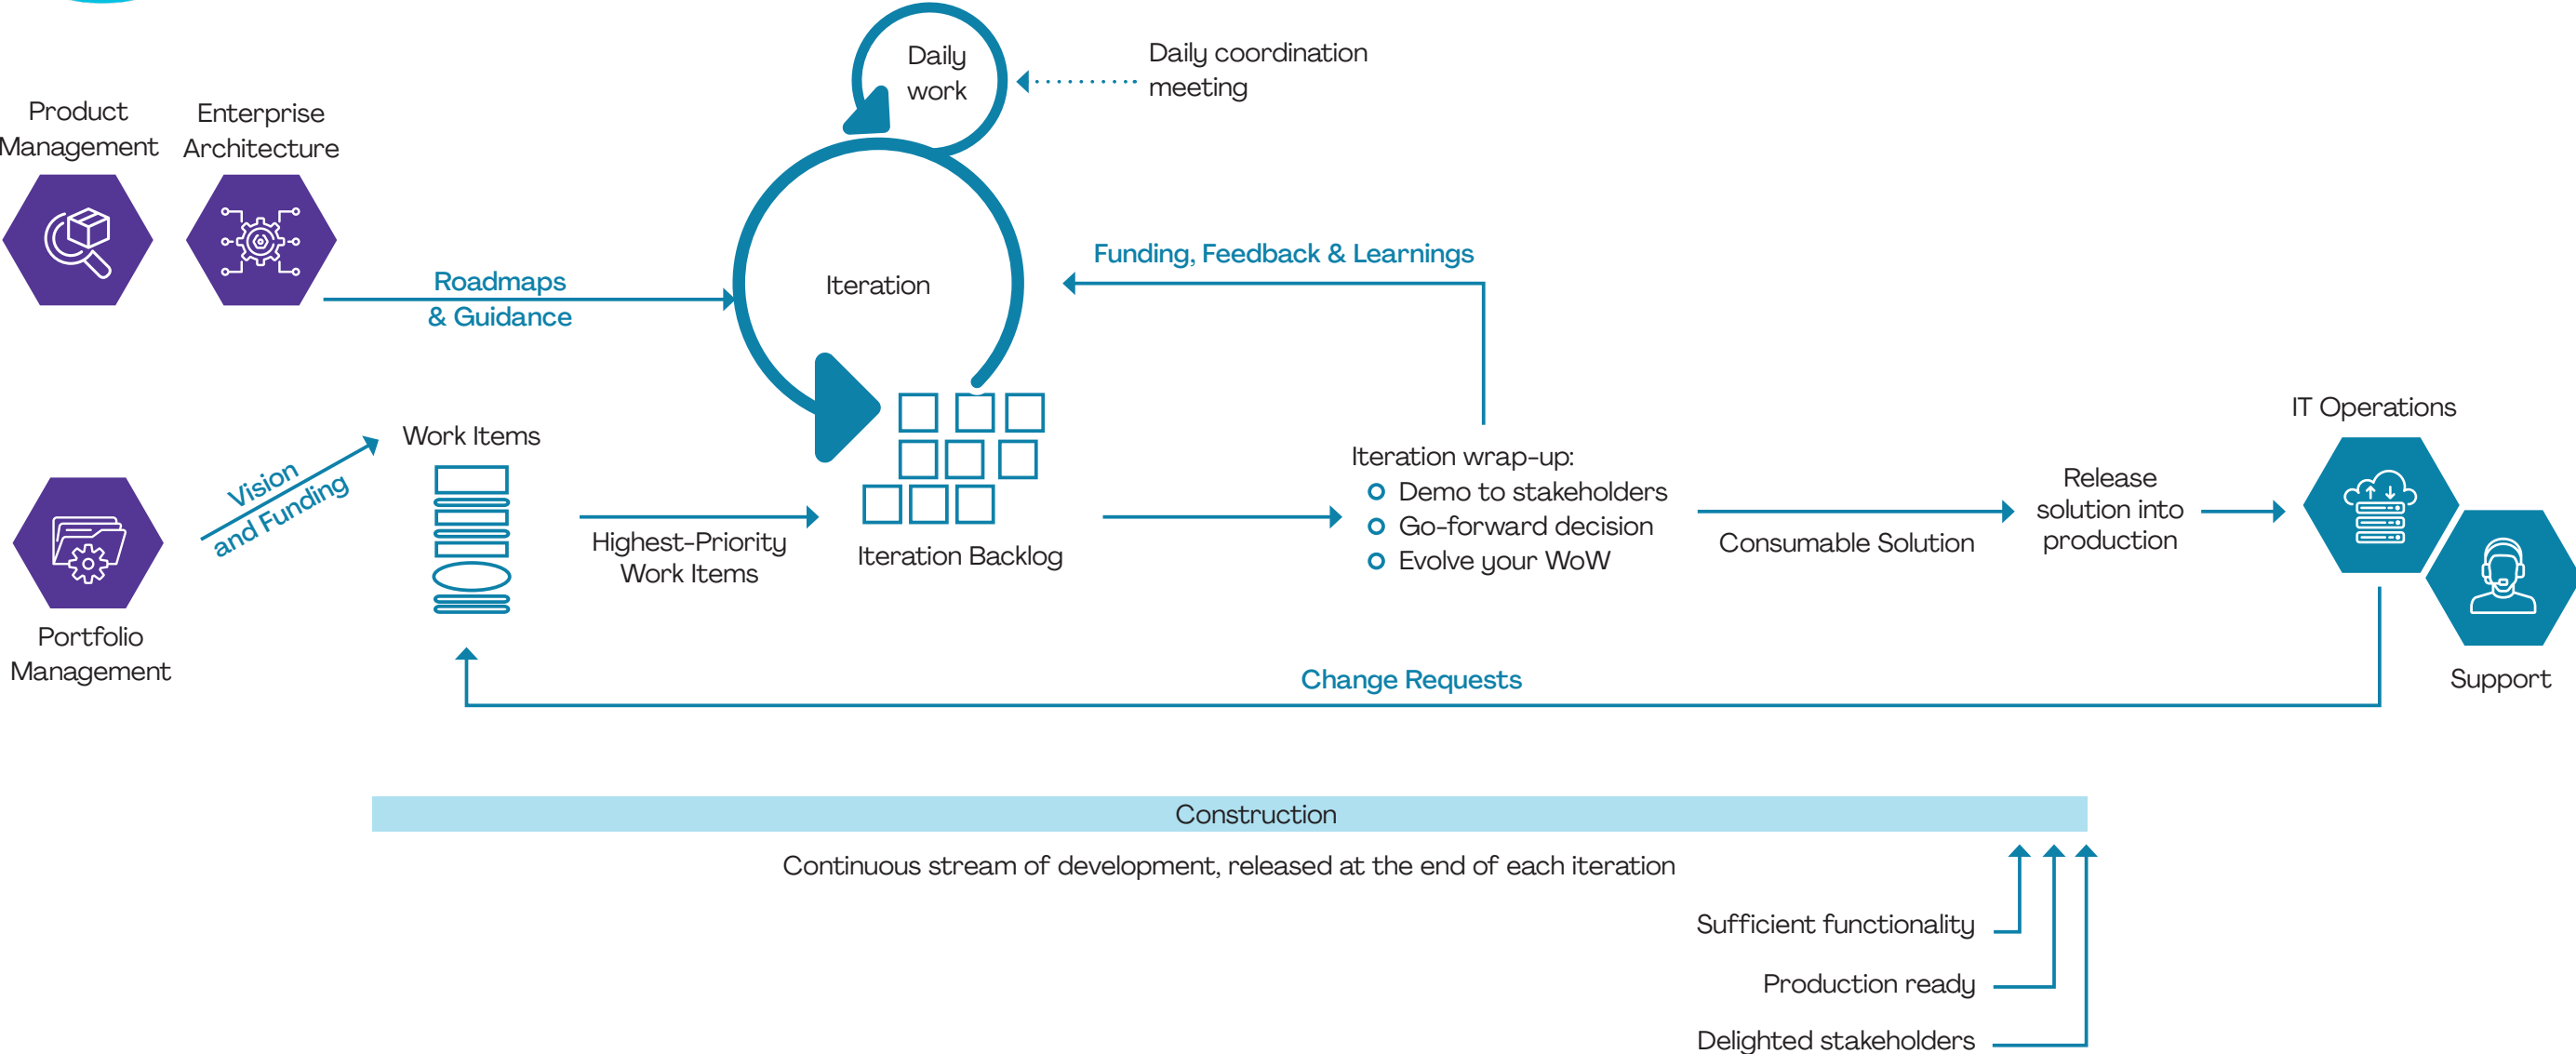 Daily
work
Daily coordination
meeting
Product
Management
Enterprise
Architecture
Roadmaps
& Guidance
Iteration
Funding, Feedback & Learnings
Vision
and Funding
Portfolio
Management
Work Items
Highest-Priority
Work Items
Iteration Backlog
Iteration wrap-up:
Demo to stakeholders
Go-forward decision
Evolve your WoW
Consumable Solution
Release
solution into
production
IT Operations
Support
Change Requests
Construction
Continuous stream of development, released at the end of each iteration
Sufficient functionality
Production ready
Delighted stakeholders